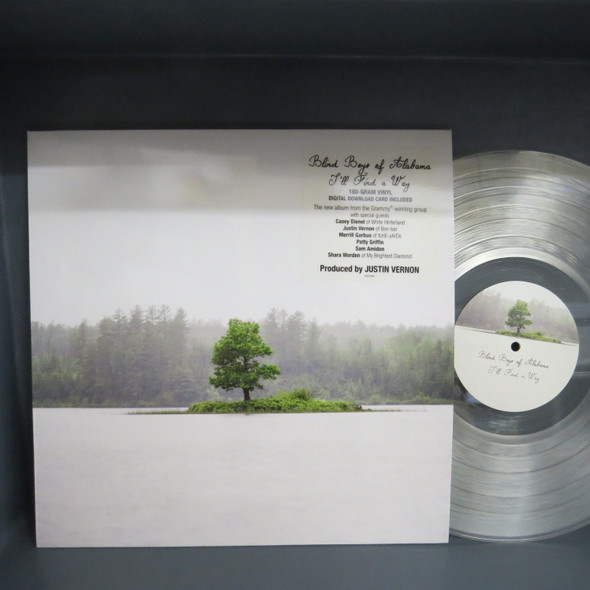 Blind Boys of Alabama
I'll Find a Way
180-GRAM VINYL
DIGITAL DOWNLOAD CARD INCLUDED
The new album from the Grammy®-winning group
with special guests
Casey Dienel of White Hinterland
Justin Vernon of Bon Iver
Merrill Garbus of tUnE-yArDs
Patty Griffin
Sam Amidon
Shara Worden of My Brightest Diamond
Produced by JUSTIN VERNON
Blind Boys of Alabama
I'll Find a Way